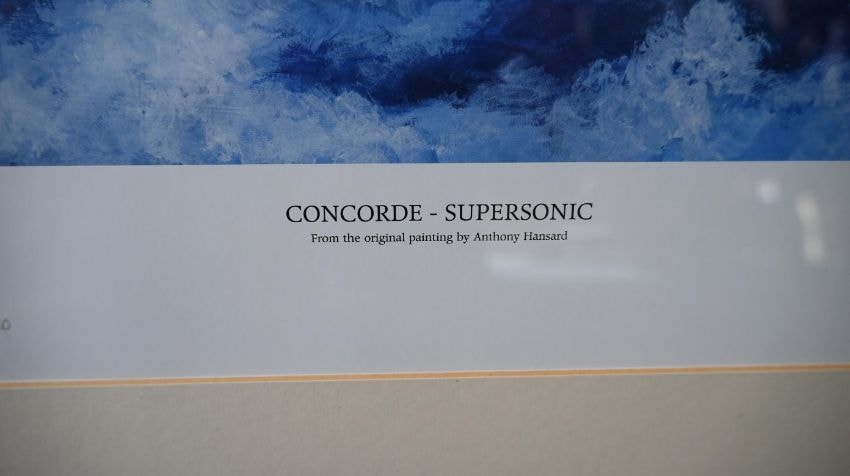 CONCORDE - SUPERSONIC
From the original painting by Anthony Hansard